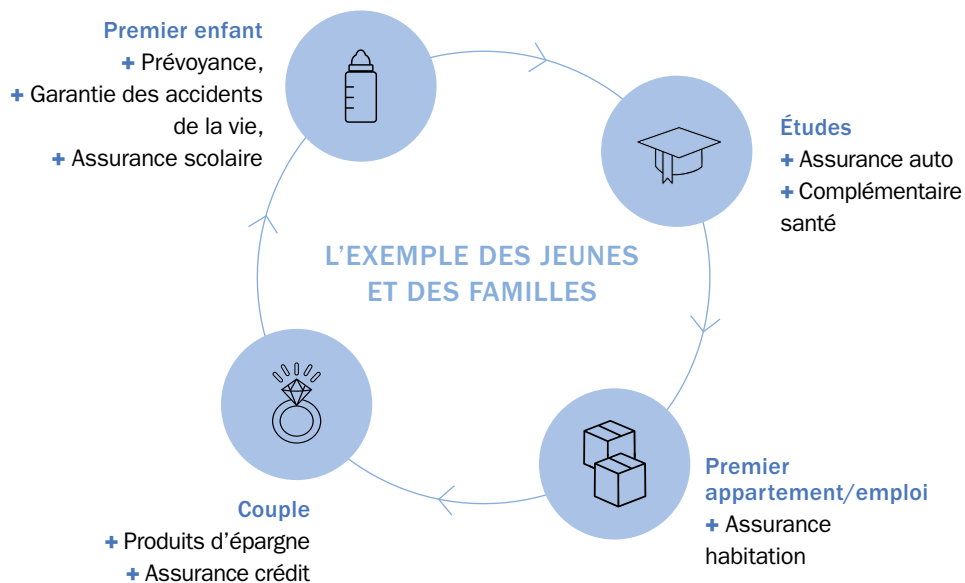 Premier enfant
+ Prévoyance,
+ Garantie des accidents
de la vie,
+ Assurance scolaire
Études
+ Assurance auto
+ Complémentaire
santé
L'EXEMPLE DES JEUNES
ET DES FAMILLES
Premier
appartement/emploi
+ Assurance
habitation
Couple
+ Produits d'épargne
+ Assurance crédit